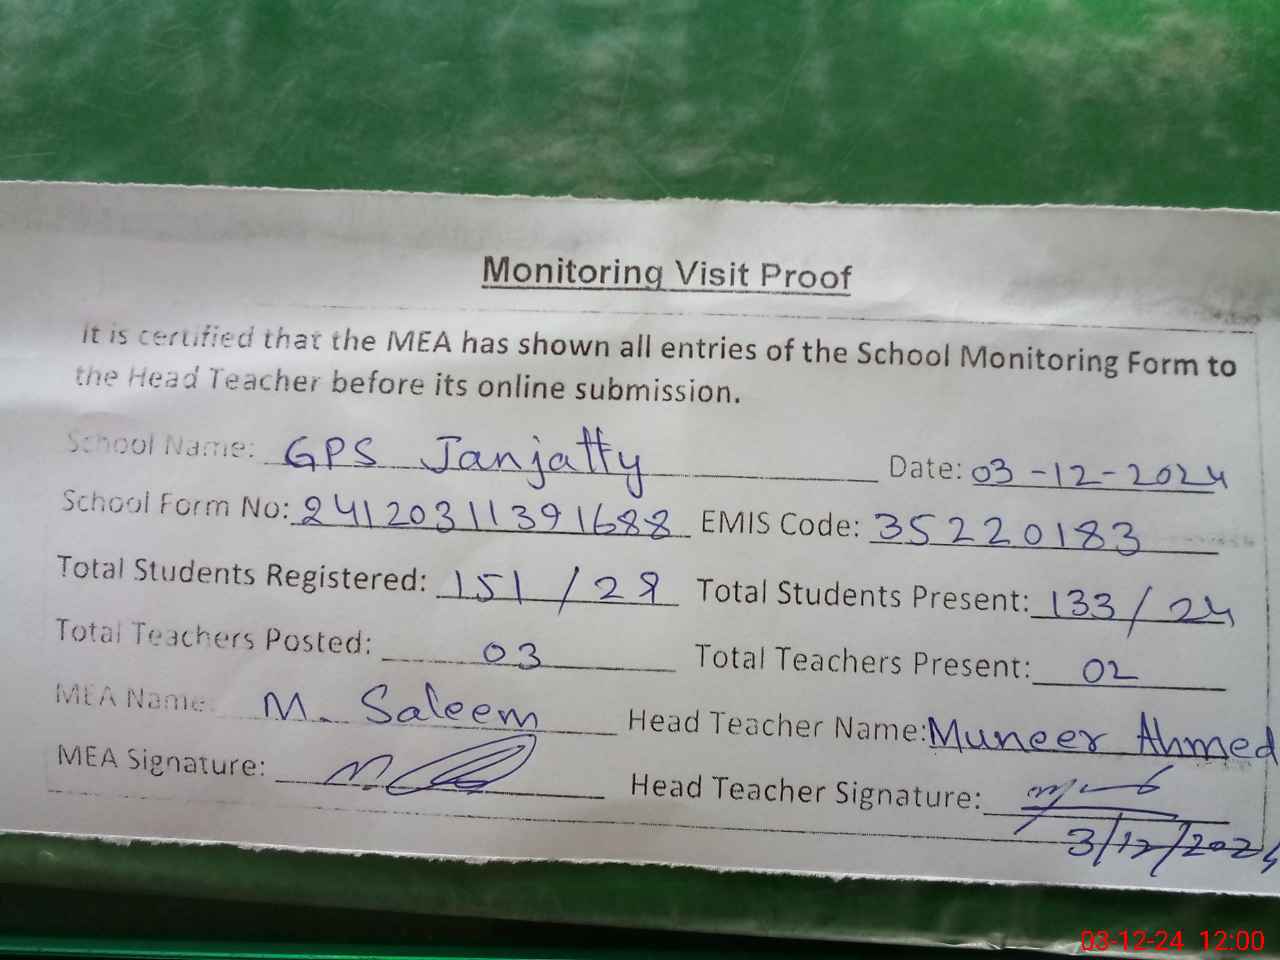 Monitoring Visit Proof
It is certified that the MEA has shown all entries of the School Monitoring Form to
the Head Teacher before its online submission.
School Name: GPS Janjatty Date: 03-12-2024
School Form No: 24120311391688 EMIS Code: 35220183
Total Students Registered: 151/28 Total Students Present: 133/24
Total Teachers Posted: 03 Total Teachers Present: 02
MEA Name: M. Saleem Head Teacher Name: Muneer Ahmed
MEA Signature: Head Teacher Signature:
3/12/2024
03-12-24 12:00